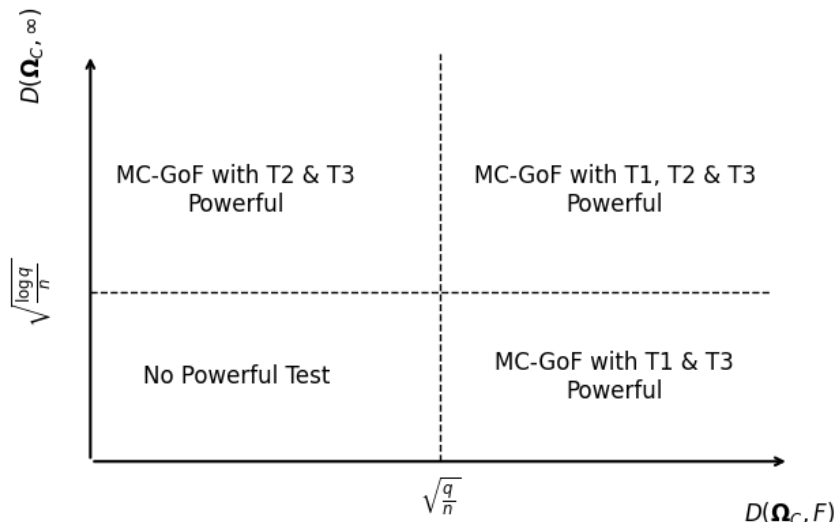 D(Ω_C, ∞)
MC-GoF with T2 & T3
Powerful
MC-GoF with T1, T2 & T3
Powerful
√(log q / n)
No Powerful Test
MC-GoF with T1 & T3
Powerful
√(q / n)
D(Ω_C, F)